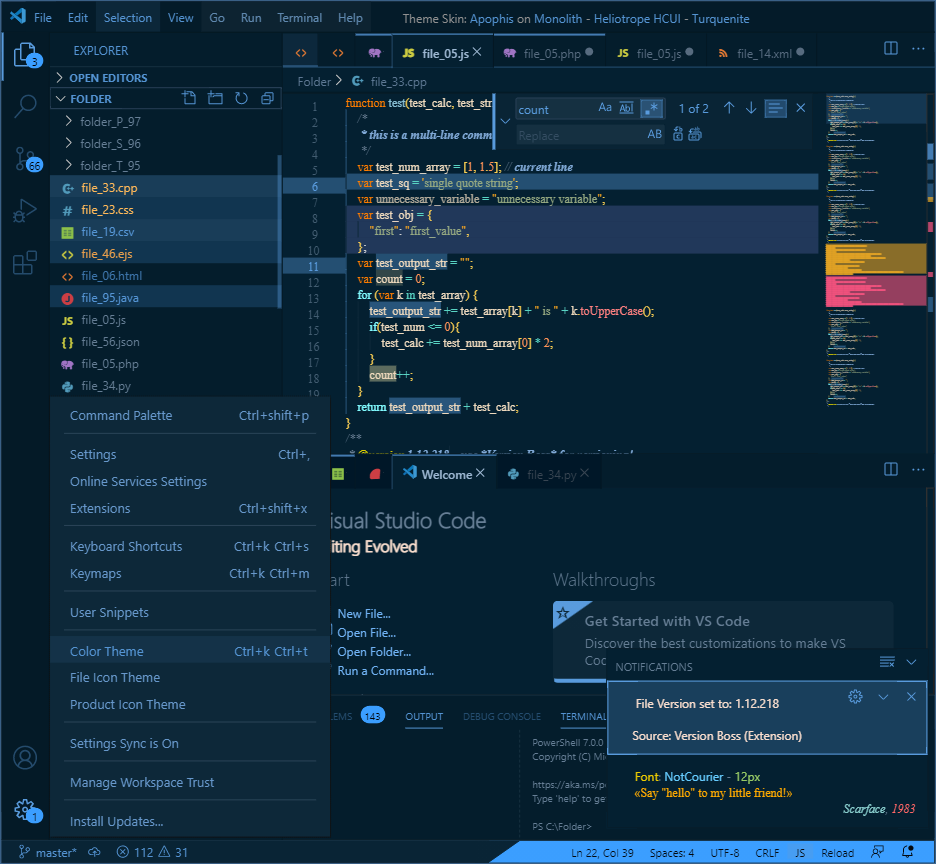 File Edit Selection View Go Run Terminal Help Theme Skin: Apophis on Monolith - Heliotrope HCUI - Turquenite
EXPLORER
file_05.js
file_05.php
file_05.js
file_14.xml
3
OPEN EDITORS
Folder
file_33.cpp
FOLDER
folder_P_97
folder_S_96
folder_T_95
file_33.cpp
file_23.css
file_19.csv
file_46.ejs
file_06.html
file_95.java
file_05.js
file_56.json
file_05.php
file_34.py
66
count Aa Abl .* 1 of 2
Replace AB
1 function test(test_calc, test_str
2 /*
3 * this is a multi-line comm
4 */
5 var test_num_array = [1, 1.5]; // current line
6 var test_sq = 'single quote string';
7 var unnecessary_variable = "unnecessary variable";
8 var test_obj = {
9 "first": "first_value",
10 };
11 var test_output_str = "";
12 var count = 0;
13 for (var k in test_array) {
14 test_output_str += test_array[k] + " is " + k.toUpperCase();
15 if(test_num <= 0){
16 test_calc += test_num_array[0] * 2;
17 }
18 count++;
19 }
return test_output_str + test_calc;
}
/**
Command Palette Ctrl+shift+p
Settings Ctrl+,
Online Services Settings
Extensions Ctrl+shift+x
Keyboard Shortcuts Ctrl+k Ctrl+s
Keymaps Ctrl+k Ctrl+m
User Snippets
Color Theme Ctrl+k Ctrl+t
File Icon Theme
Product Icon Theme
Settings Sync is On
Manage Workspace Trust
Install Updates...
1
Welcome
file_34.py
isual Studio Code
iting Evolved
art
New File...
Open File...
Open Folder...
Run a Command...
Walkthroughs
Get Started with VS Code
Discover the best customizations to make VS
Coc
LEMS 143 OUTPUT DEBUG CONSOLE TERMINAL
PowerShell 7.0.0
Copyright (C) Mi
https://aka.ms/po
Type 'help' to ge
PS C:\Folder>
NOTIFICATIONS
File Version set to: 1.12.218
Source: Version Boss (Extension)
Font: NotCourier - 12px
«Say "hello" to my little friend!»
Scarface, 1983
master* 112 31 Ln 22, Col 39 Spaces: 4 UTF-8 CRLF JS Reload